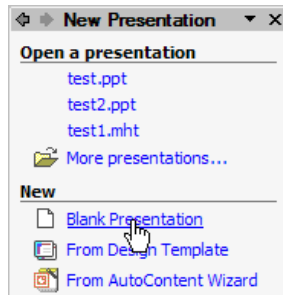 New Presentation
Open a presentation
test.ppt
test2.ppt
test1.mht
More presentations...
New
Blank Presentation
From Design Template
From AutoContent Wizard